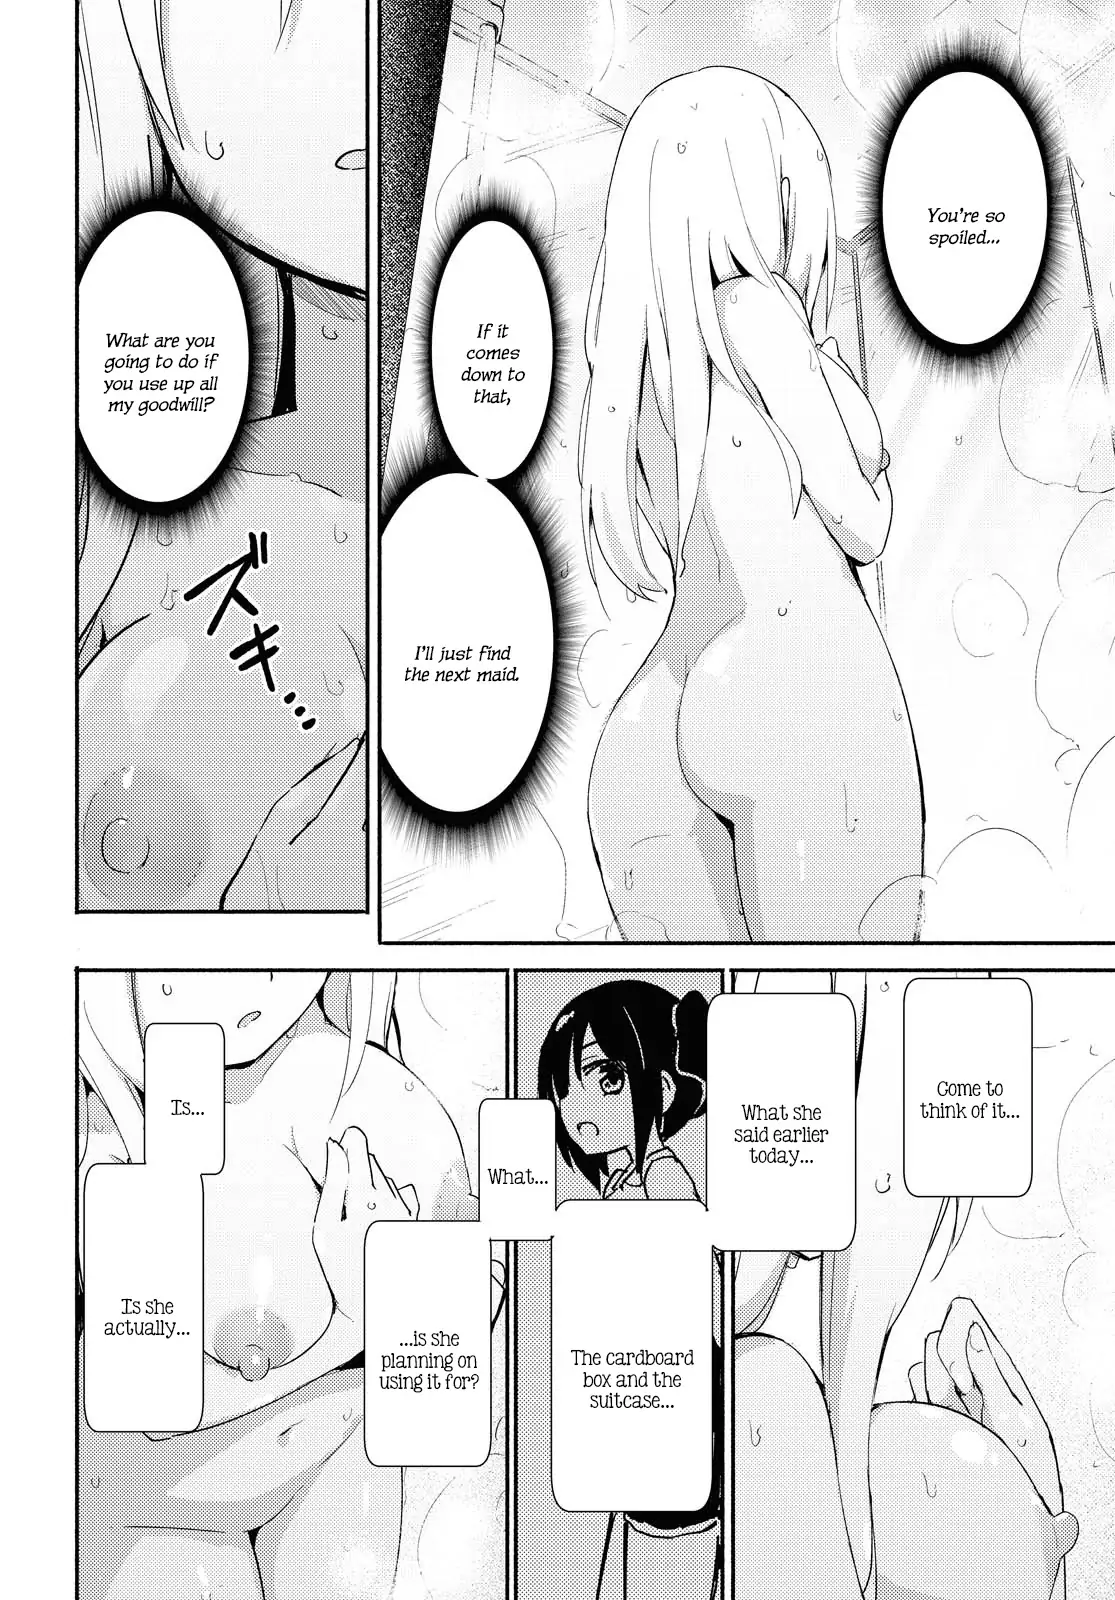 You're so
spoiled...
If it
comes
down to
that,
I'll just find
the next maid.
What are you
going to do if
you use up all
my goodwill?
ズキ…
Come to
think of it...
What she
said earlier
today...
The cardboard
box and the
suitcase...
What...
...is she
planning on
using it for?
Is...
Is she
actually...